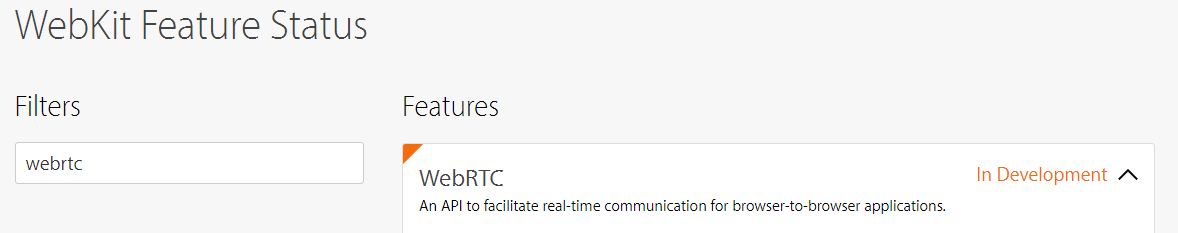 WebKit Feature Status
Filters
Features
webrtc
WebRTC
In Development
An API to facilitate real-time communication for browser-to-browser applications.